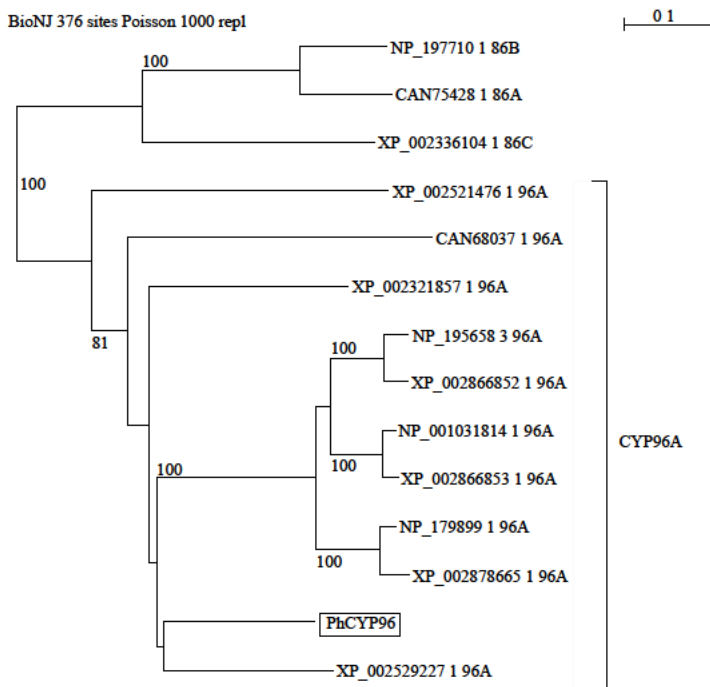 BioNJ 376 sites Poisson 1000 repl
0 1
NP_197710 1 86B
100
CAN75428 1 86A
XP_002336104 1 86C
100
XP_002521476 1 96A
CAN68037 1 96A
XP_002321857 1 96A
81
NP_195658 3 96A
100
XP_002866852 1 96A
NP_001031814 1 96A
CYP96A
100
100
XP_002866853 1 96A
NP_179899 1 96A
100
XP_002878665 1 96A
PhCYP96
XP_002529227 1 96A